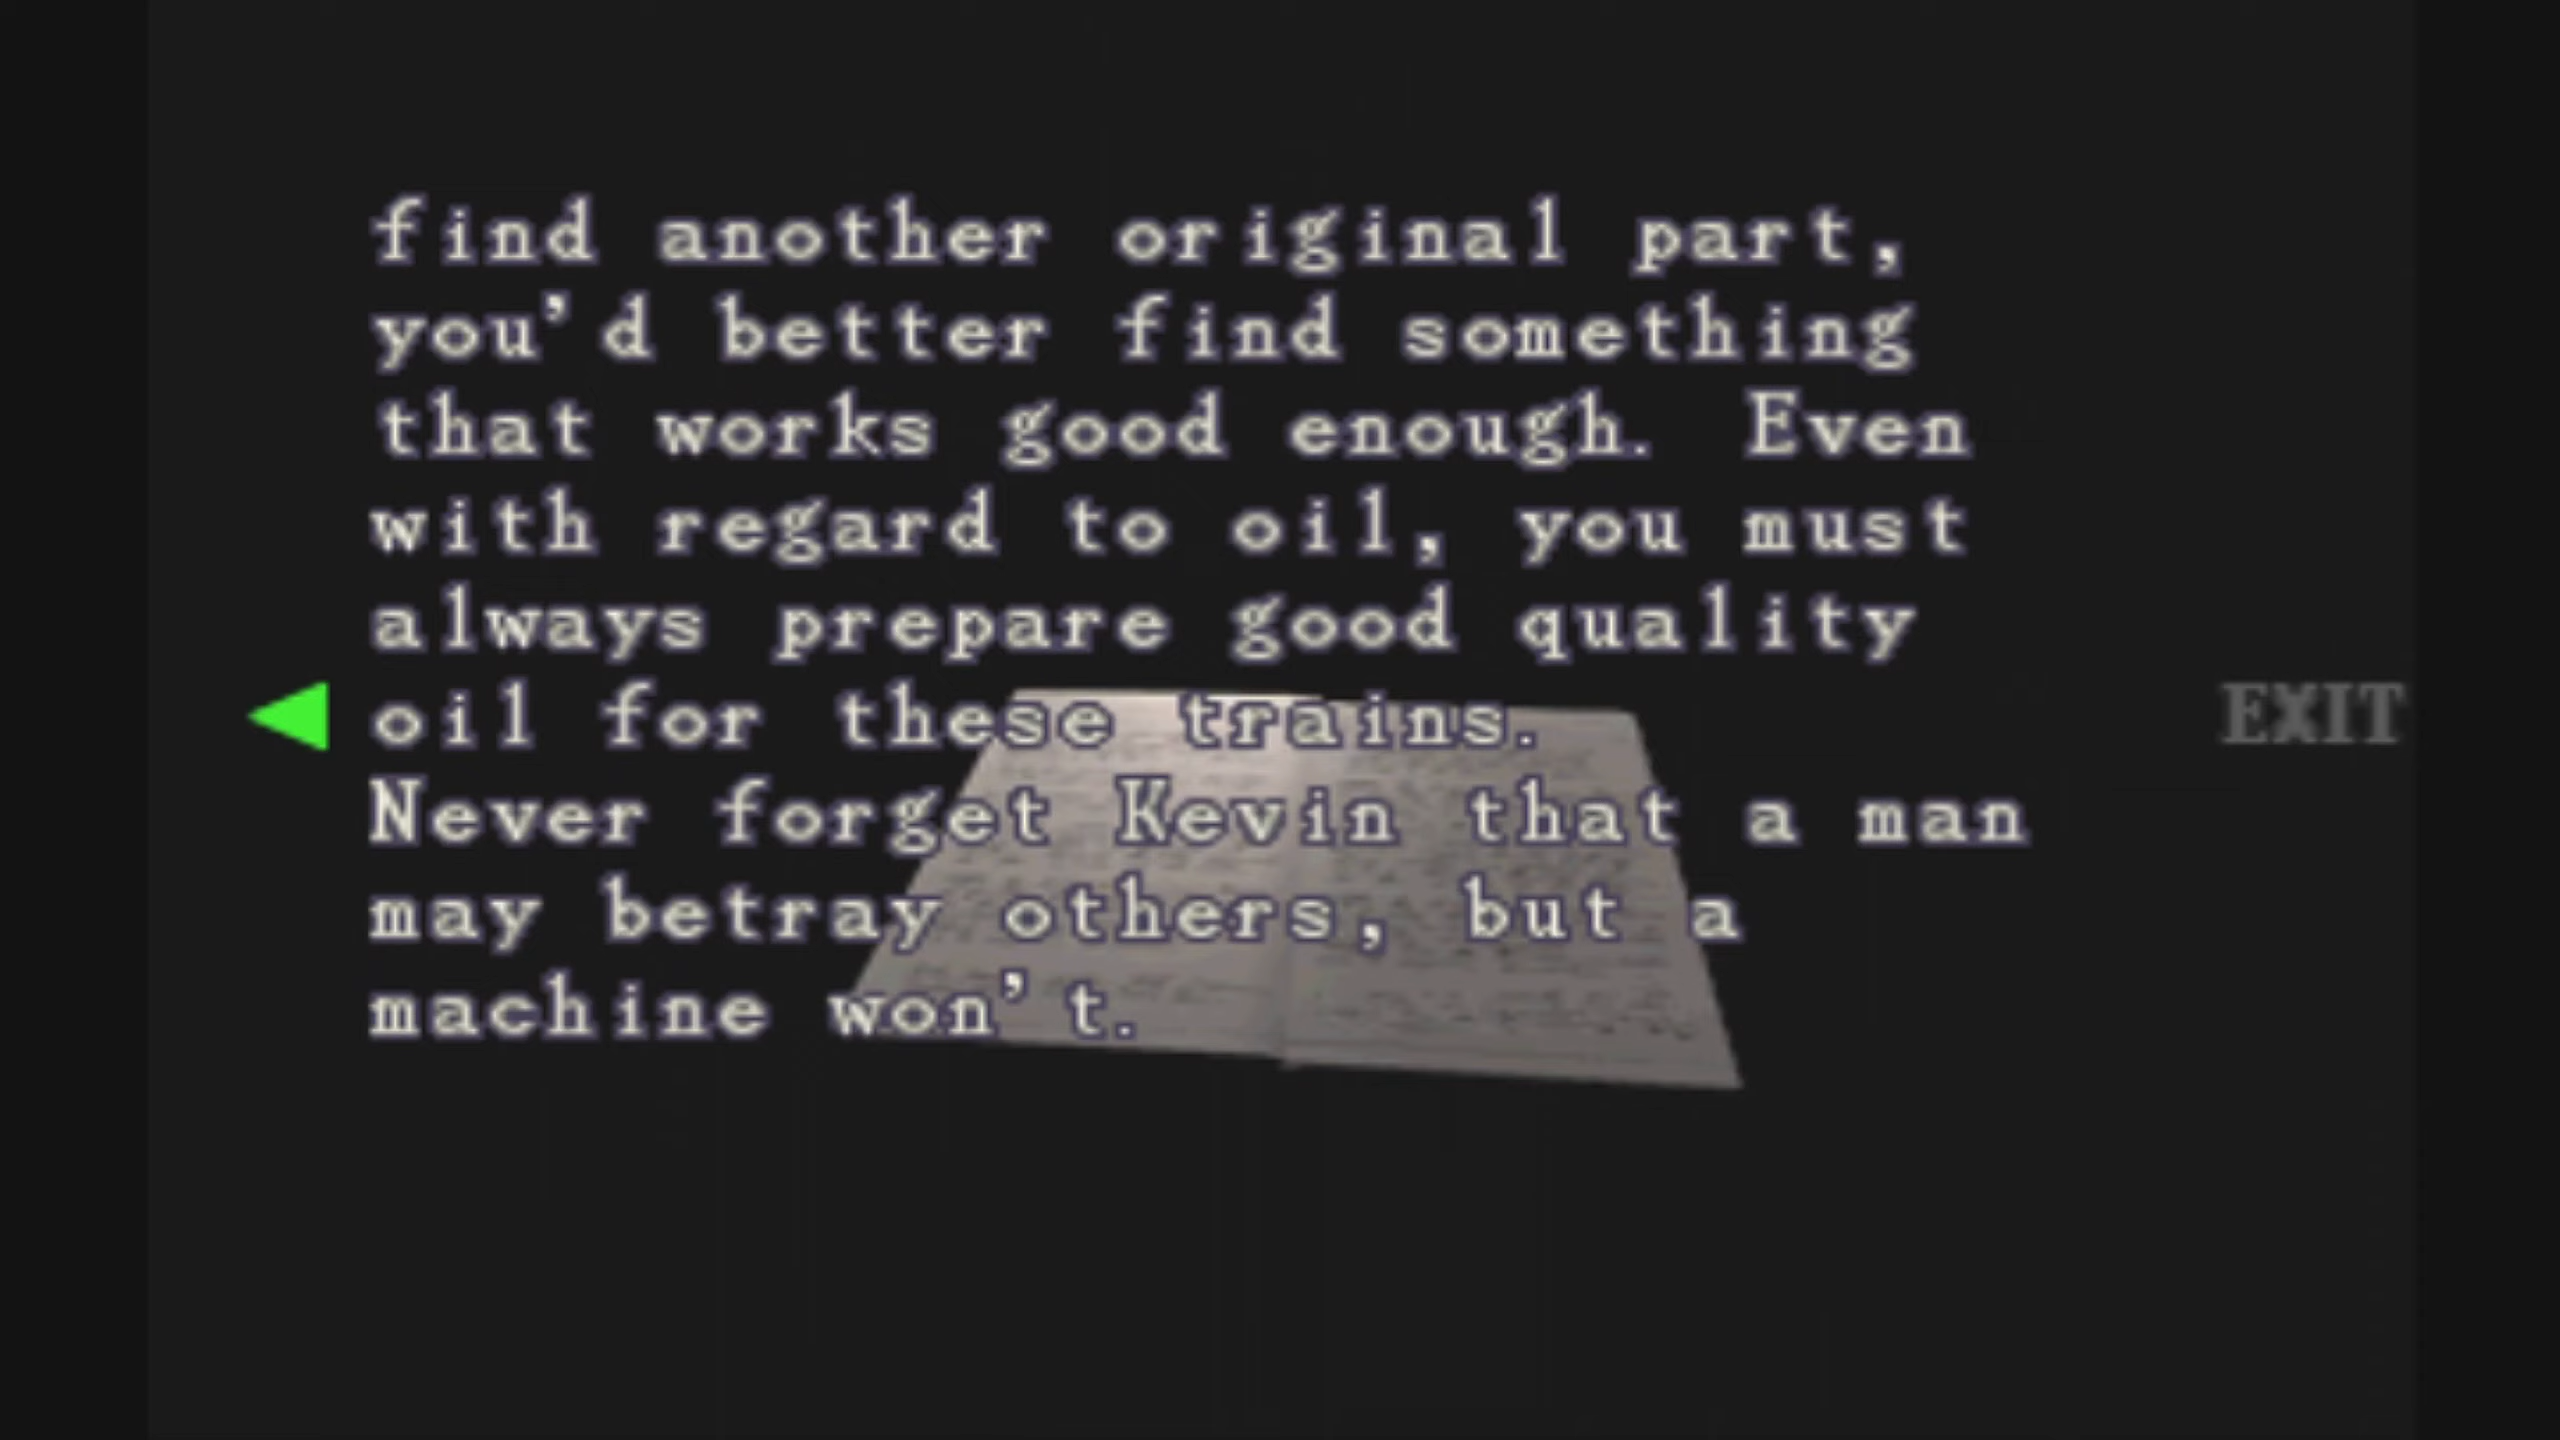 find another original part,
you'd better find something
that works good enough. Even
with regard to oil, you must
always prepare good quality
oil for these trains.
EXIT
Never forget Kevin that a man
may betray others, but a
machine won't.